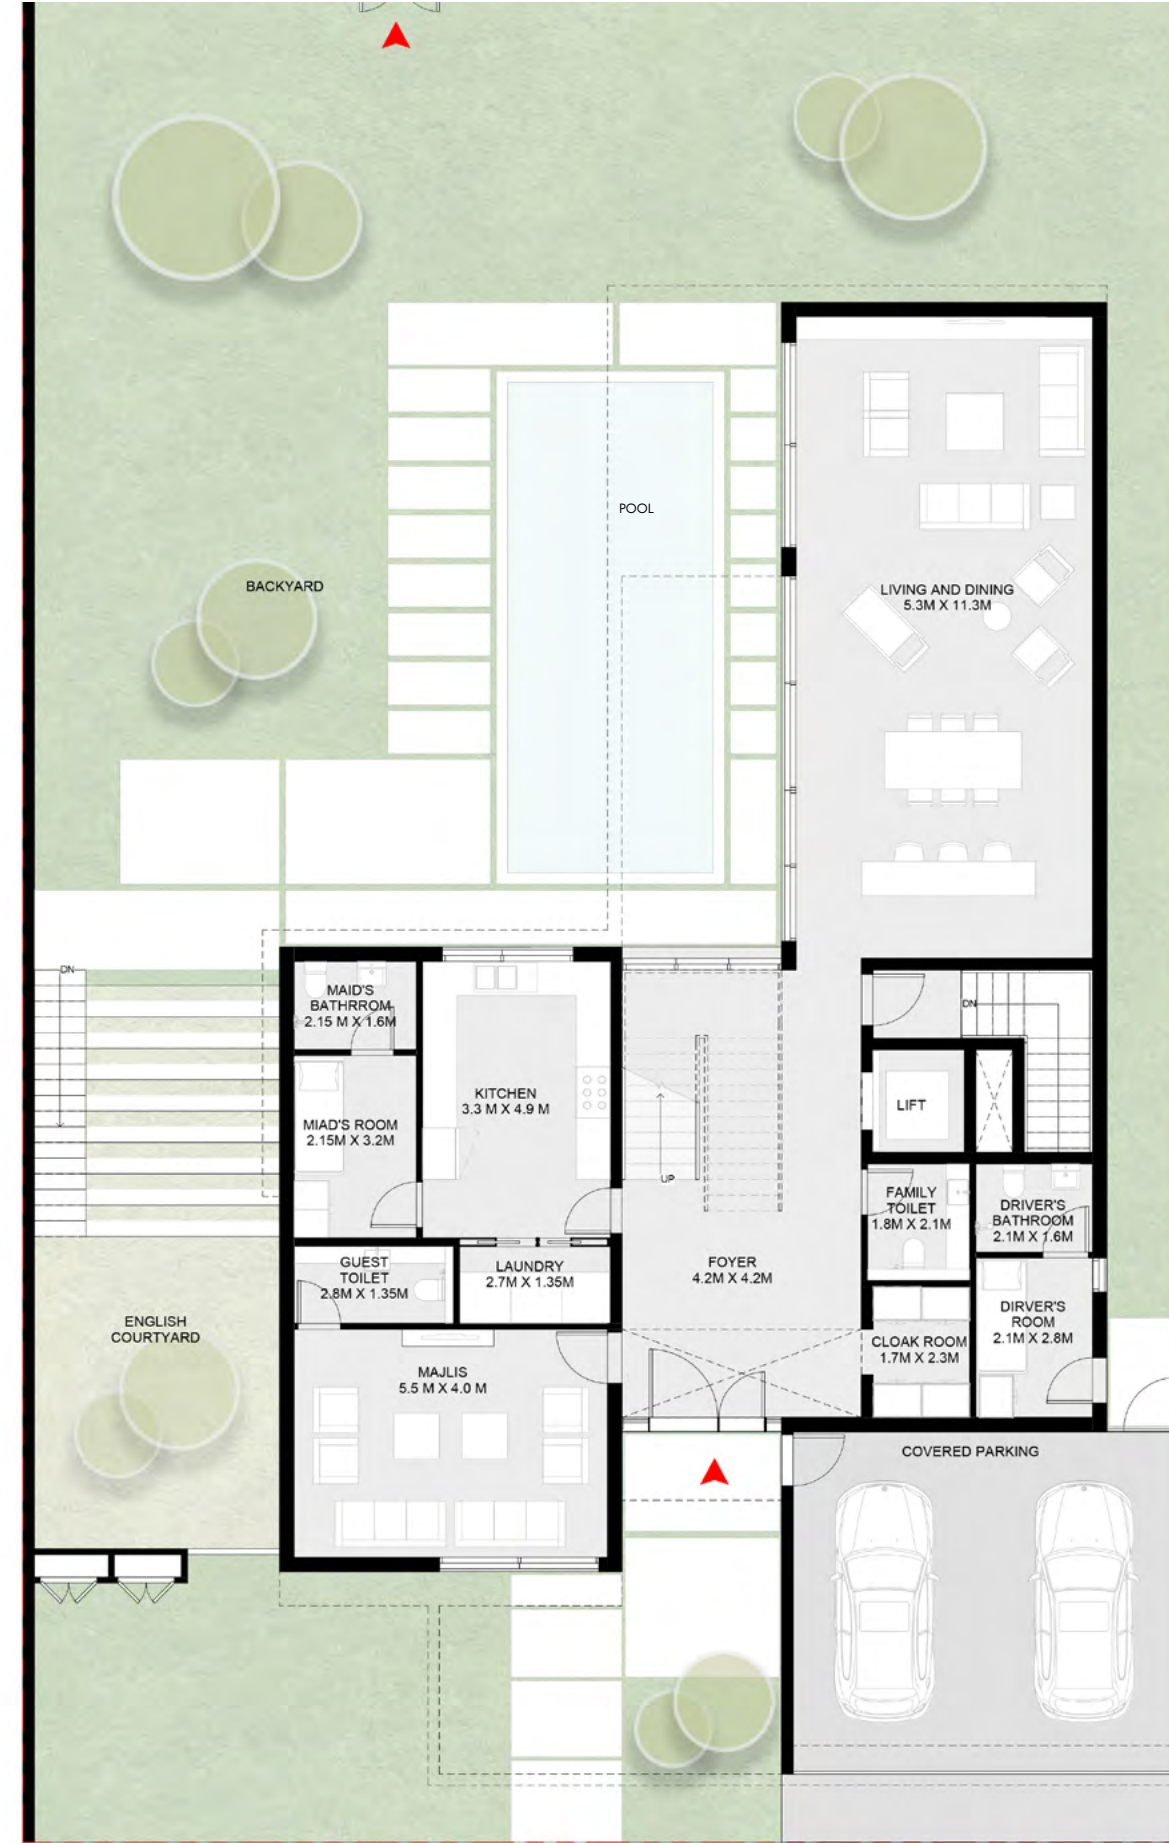 POOL
BACKYARD
LIVING AND DINING
5.3M X 11.3M
DN
MAID'S
BATHRROM
2.15 M X 1.6M
DN
KITCHEN
3.3 M X 4.9 M
LIFT
MIAD'S ROOM
2.15M X 3.2M
UP
FAMILY
TOILET
1.8M X 2.1M
DRIVER'S
BATHROOM
2.1M X 1.6M
GUEST
TOILET
2.8M X 1.35M
LAUNDRY
2.7M X 1.35M
FOYER
4.2M X 4.2M
ENGLISH
COURTYARD
DIRVER'S
ROOM
2.1M X 2.8M
CLOAK ROOM
1.7M X 2.3M
MAJLIS
5.5 M X 4.0 M
COVERED PARKING